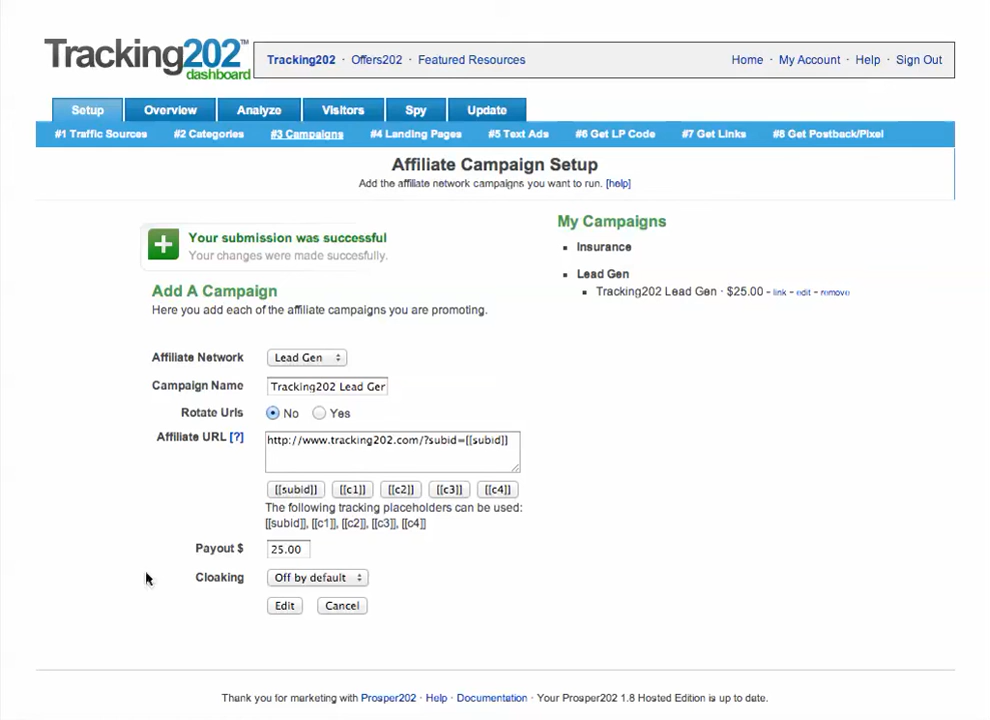 Tracking202™
dashboard
Tracking202 · Offers202 · Featured Resources
Home · My Account · Help · Sign Out
Setup Overview Analyze Visitors Spy Update
#1 Traffic Sources #2 Categories #3 Campaigns #4 Landing Pages #5 Text Ads #6 Get LP Code #7 Get Links #8 Get Postback/Pixel
Affiliate Campaign Setup
Add the affiliate network campaigns you want to run. [help]
Your submission was successful
Your changes were made succesfully.
Add A Campaign
Here you add each of the affiliate campaigns you are promoting.
Affiliate Network Lead Gen
Campaign Name Tracking202 Lead Ger
Rotate Urls No Yes
Affiliate URL [?] http://www.tracking202.com/?subid=[[subid]]
[[subid]] [[c1]] [[c2]] [[c3]] [[c4]]
The following tracking placeholders can be used:
[[subid]], [[c1]], [[c2]], [[c3]], [[c4]]
Payout $ 25.00
Cloaking Off by default
Edit Cancel
My Campaigns
Insurance
Lead Gen
Tracking202 Lead Gen · $25.00 - link - edit - remove
Thank you for marketing with Prosper202 · Help · Documentation · Your Prosper202 1.8 Hosted Edition is up to date.